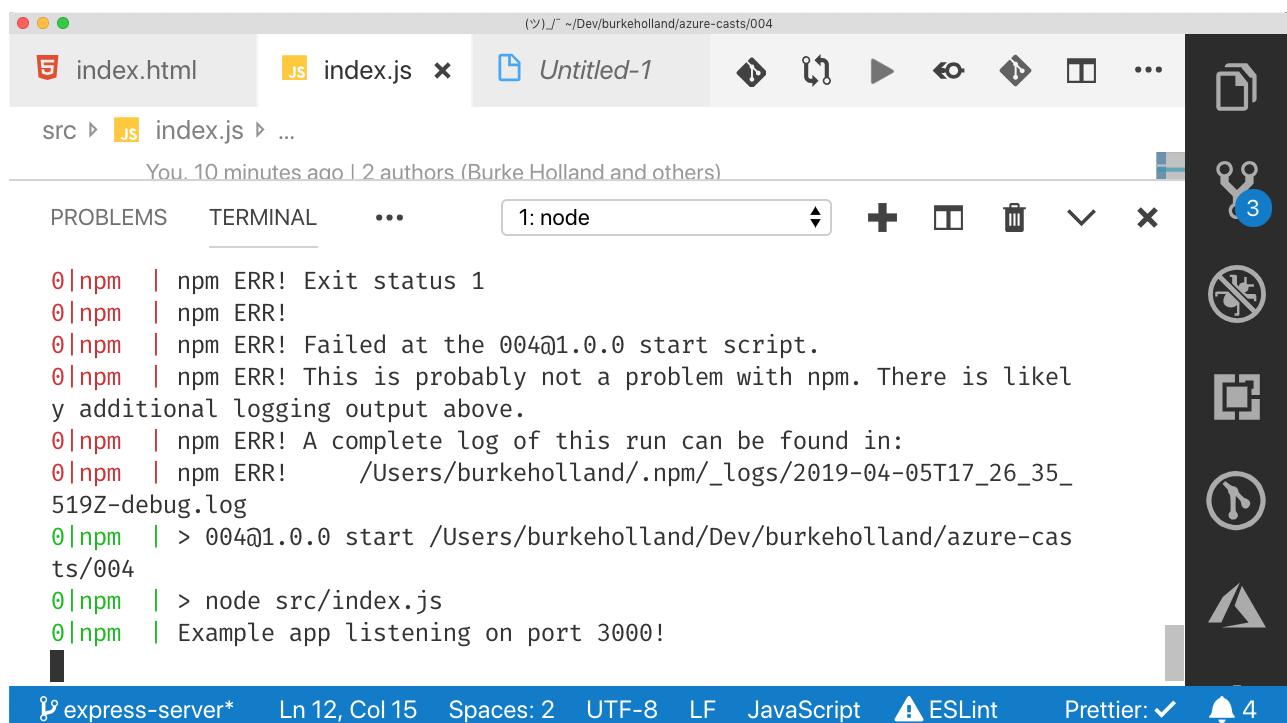 (ツ)_/¯ ~/Dev/burkeholland/azure-casts/004
index.html JS index.js Untitled-1
src JS index.js ...
You, 10 minutes ago | 2 authors (Burke Holland and others)
PROBLEMS TERMINAL 1: node
3
0|npm | npm ERR! Exit status 1
0|npm | npm ERR!
0|npm | npm ERR! Failed at the 004@1.0.0 start script.
0|npm | npm ERR! This is probably not a problem with npm. There is likel
y additional logging output above.
0|npm | npm ERR! A complete log of this run can be found in:
0|npm | npm ERR!     /Users/burkeholland/.npm/_logs/2019-04-05T17_26_35_
519Z-debug.log
0|npm | > 004@1.0.0 start /Users/burkeholland/Dev/burkeholland/azure-cas
ts/004
0|npm | > node src/index.js
0|npm | Example app listening on port 3000!
express-server* Ln 12, Col 15 Spaces: 2 UTF-8 LF JavaScript ESLint Prettier: ✓ 4